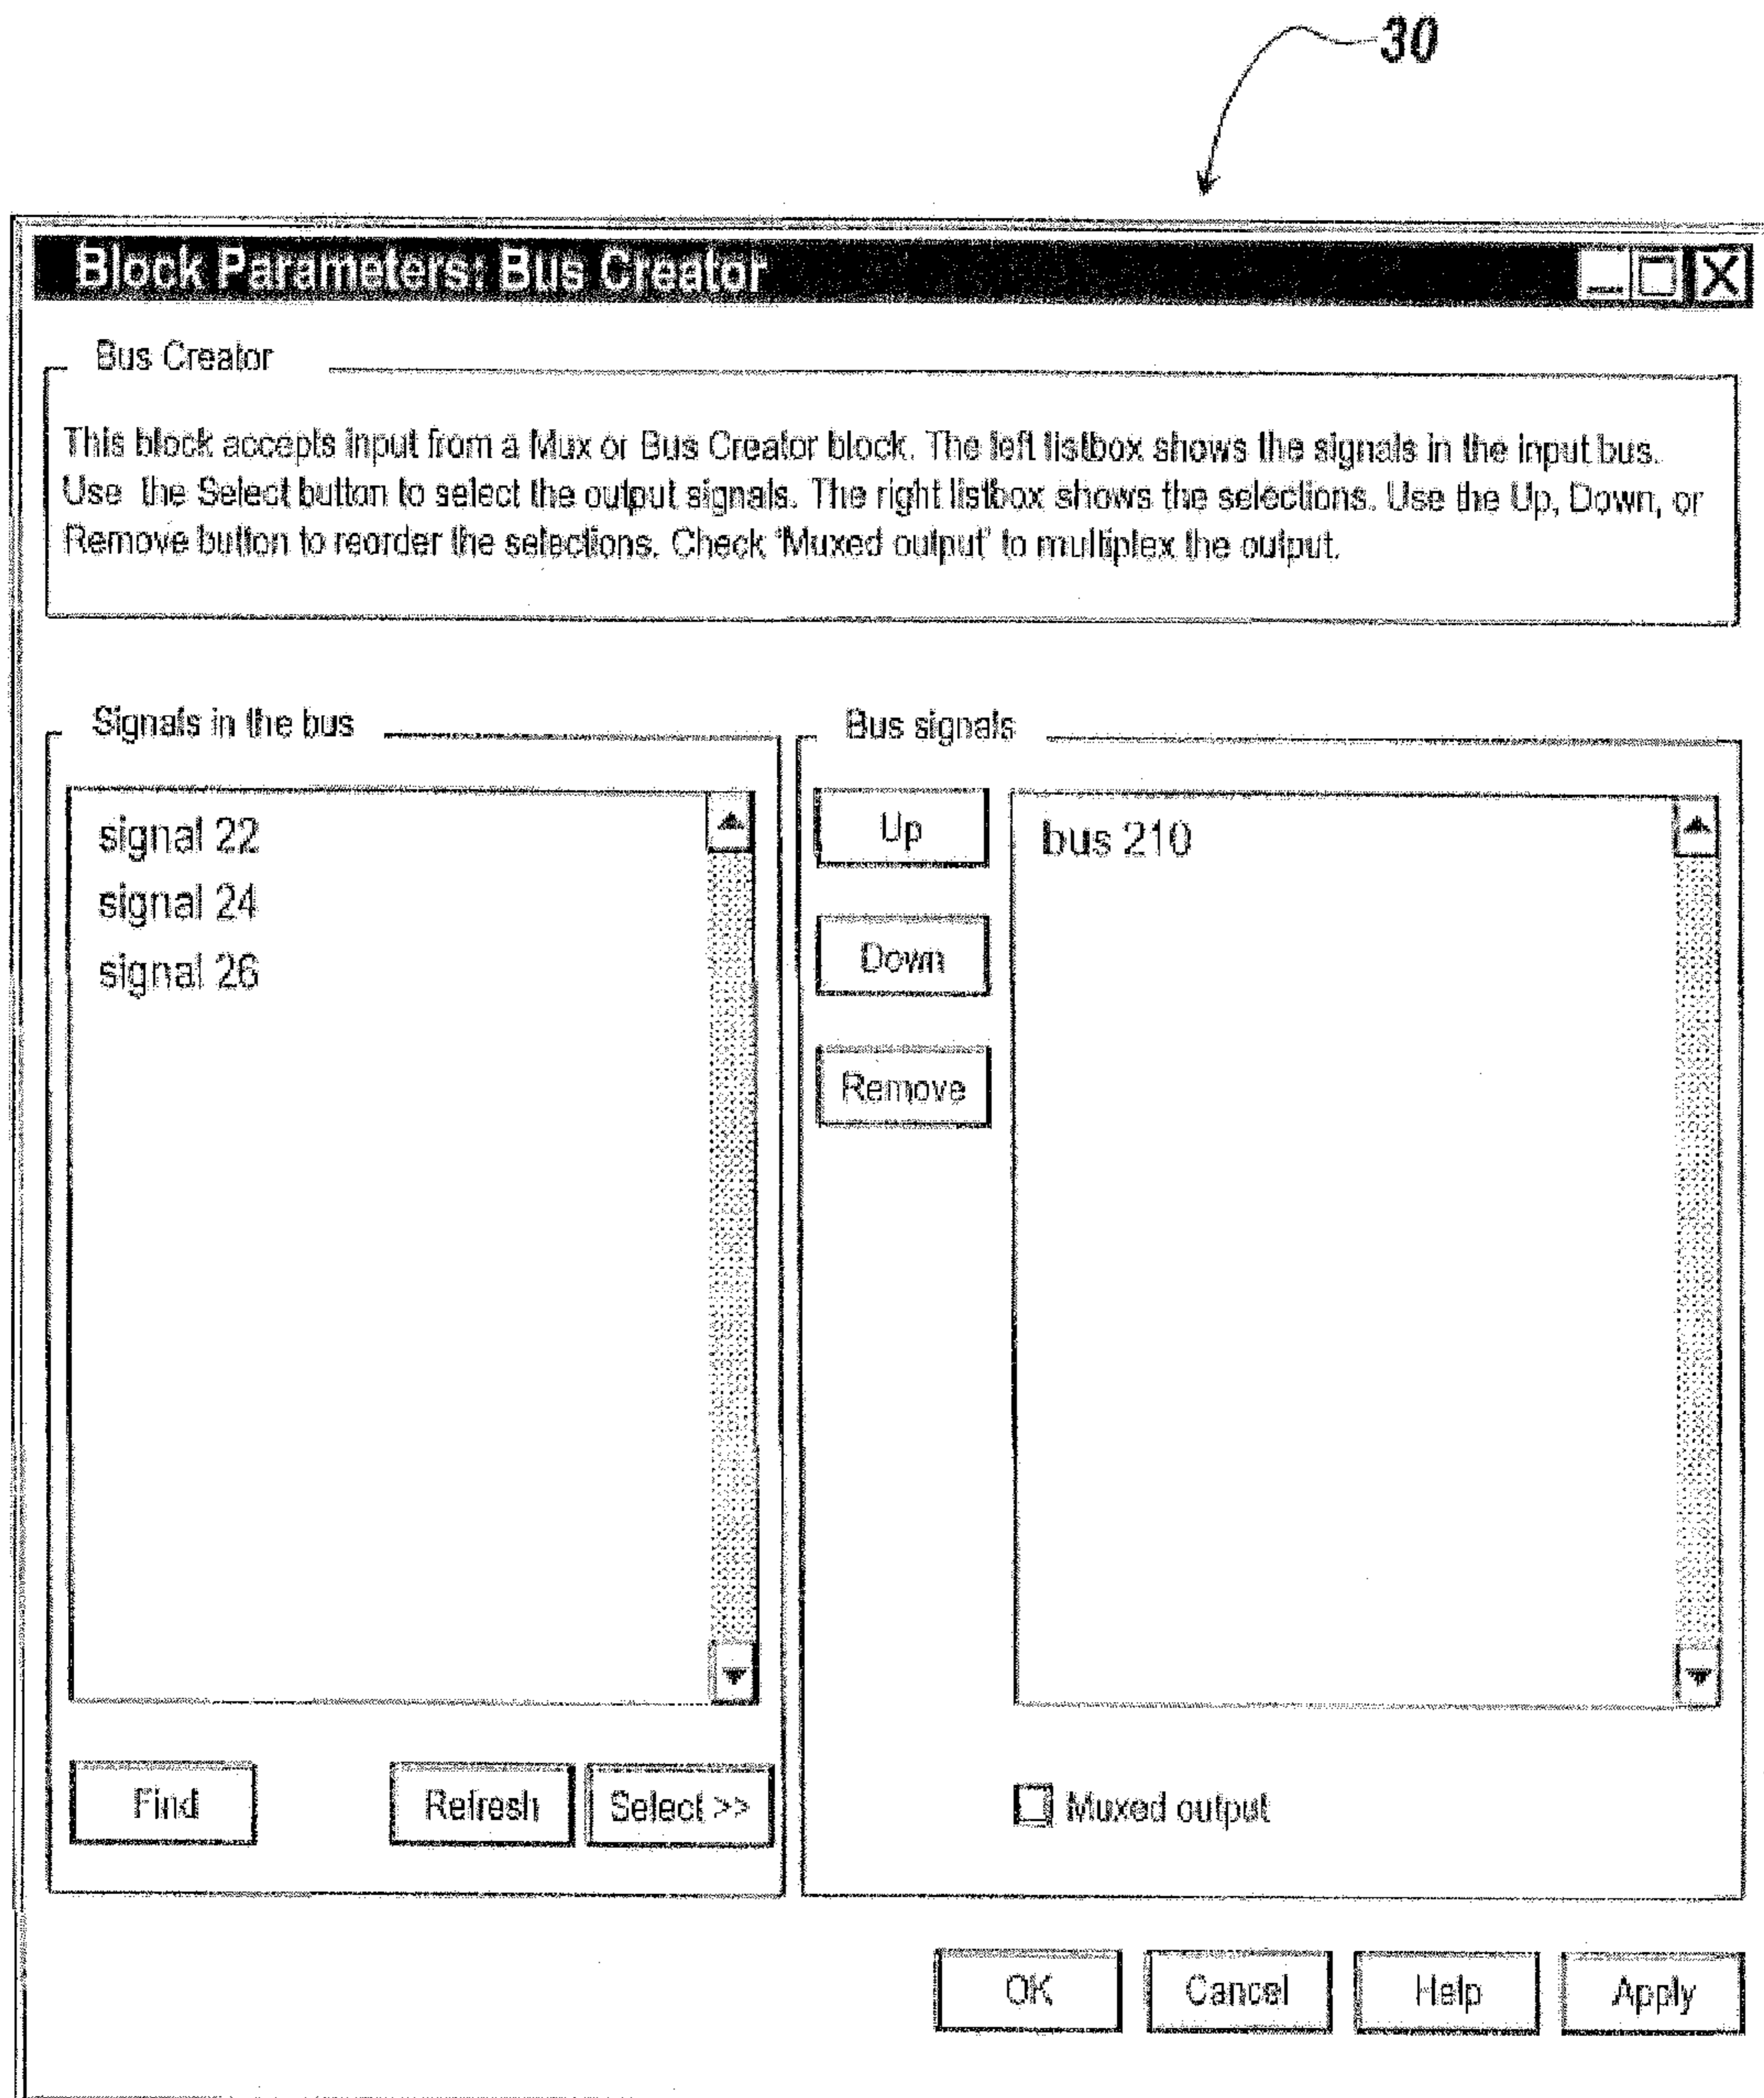 30
Block Parameters: Bus Creator
Bus Creator
This block accepts input from a Mux or Bus Creator block. The left listbox shows the signals in the input bus.
Use the Select button to select the output signals. The right listbox shows the selections. Use the Up, Down, or
Remove button to reorder the selections. Check 'Muxed output' to multiplex the output.
Signals in the bus
signal 22
signal 24
signal 26
Find
Refresh
Select >>
Bus signals
Up
Down
Remove
bus 210
Muxed output
OK
Cancel
Help
Apply